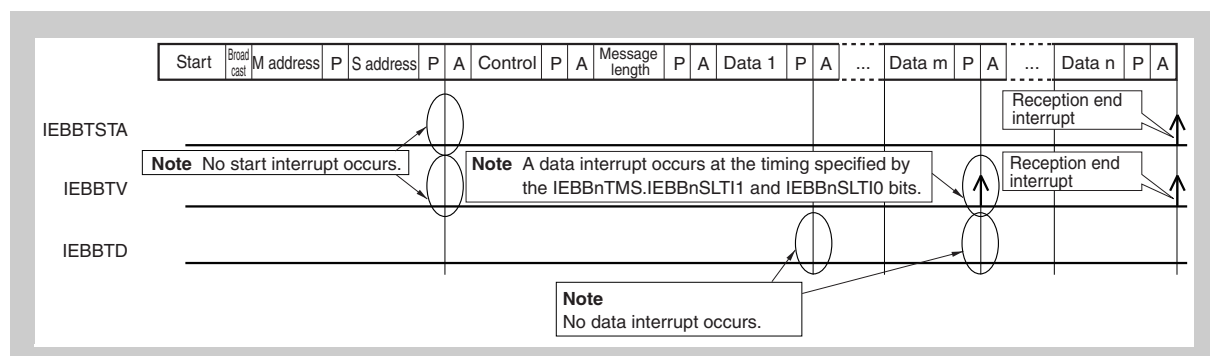 Start Broad cast M address P S address P A Control P A Message length P A Data 1 P A ... Data m P A ... Data n P A
IEBBTSTA
Reception end
interrupt
Note No start interrupt occurs.
Note A data interrupt occurs at the timing specified by
the IEBBnTMS.IEBBnSLTI1 and IEBBnSLTI0 bits.
IEBBTV
Reception end
interrupt
IEBBTD
Note
No data interrupt occurs.